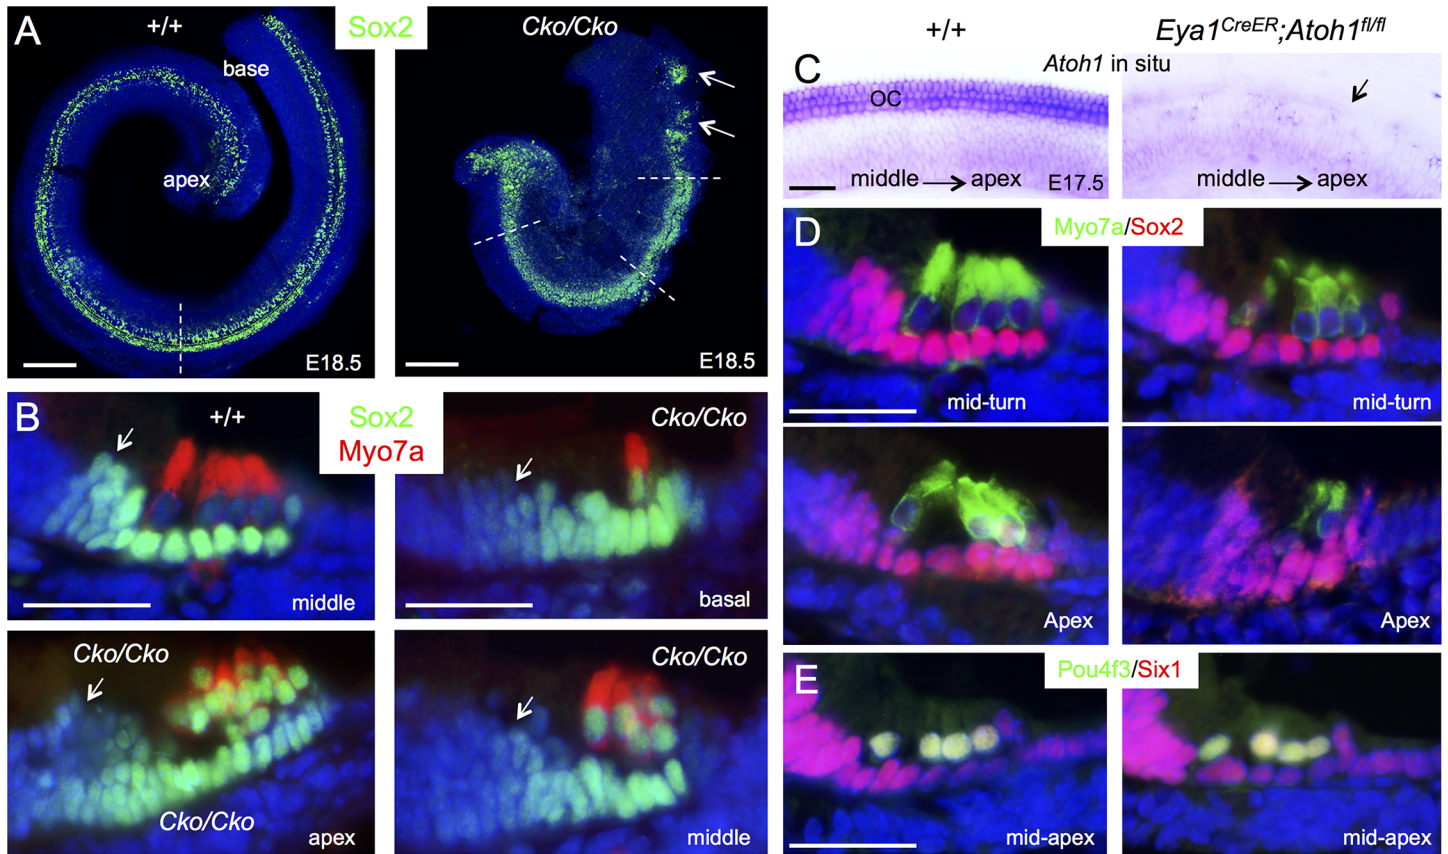 A
+/+
Sox2
Cko/Cko
base
apex
E18.5
E18.5
B
+/+
Sox2
Myo7a
Cko/Cko
middle
basal
Cko/Cko
Cko/Cko
apex
Cko/Cko
middle
+/+
Eya1CreER;Atoh1fl/fl
C
Atoh1 in situ
OC
middle → apex
E17.5
middle → apex
D
Myo7a/Sox2
mid-turn
mid-turn
Apex
Apex
E
Pou4f3/Six1
mid-apex
mid-apex